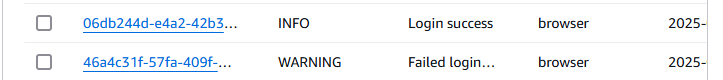 06db244d-e4a2-42b3... INFO Login success browser 2025-
46a4c31f-57fa-409f-... WARNING Failed login... browser 2025-